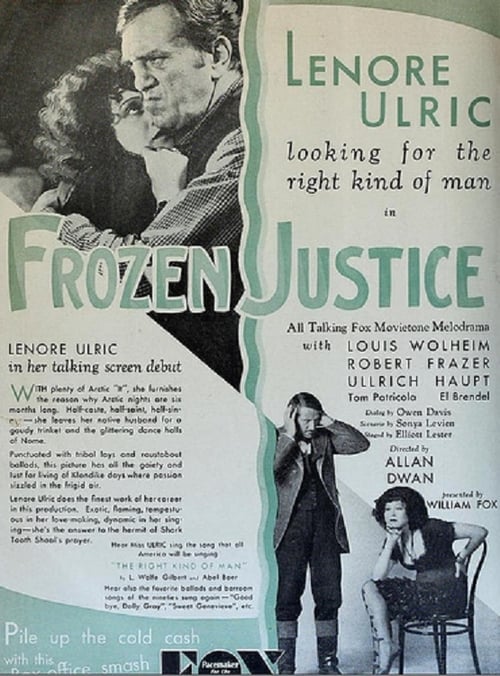 LENORE
ULRIC
looking for the
right kind of man
in
FROZEN JUSTICE
All Talking Fox Movietone Melodrama
with LOUIS WOLHEIM
ROBERT FRAZER
ULLRICH HAUPT
Tom Patricola El Brendel
Dialog by Owen Davis
Scenario by Sonya Levien
Staged by Elliott Lester
Directed by
ALLAN
DWAN
presented by
WILLIAM FOX
LENORE ULRIC
in her talking screen debut
WITH plenty of Arctic "It", she furnishes
the reason why Arctic nights are six
months long. Half-caste, half-saint, half-sin-
ner—she leaves her native husband for a
gaudy trinket and the glittering dance halls
of Nome.
Punctuated with tribal lays and roustabout
ballads, this picture has all the gaiety and
lust for living of Klondike days where passion
sizzled in the frigid air.
Lenore Ulric does the finest work of her career
in this production. Exotic, flaming, tempestu-
ous in her love-making, dynamic in her sing-
ing—she's the answer to the hermit of Shark
Tooth Shoal's prayer.
Hear Miss ULRIC sing the song that all
America will be singing
"THE RIGHT KIND OF MAN"
by L. Wolfe Gilbert and Abel Baer
Hear also the favorite ballads and barroom
songs of the nineties sung again—"Good
bye, Dolly Gray", "Sweet Genevieve", etc.
Pile up the cold cash
with this
Box office smash
FOX
Pacemaker
For the